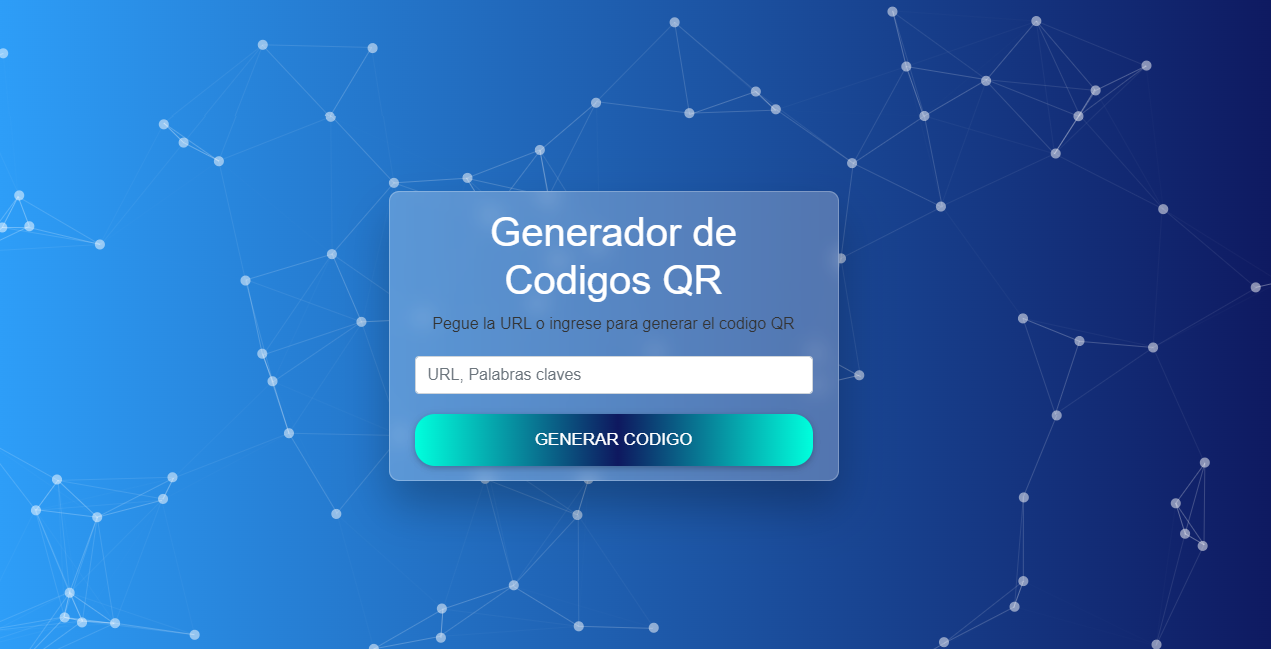 Generador de
Codigos QR
Pegue la URL o ingrese para generar el codigo QR
URL, Palabras claves
GENERAR CODIGO